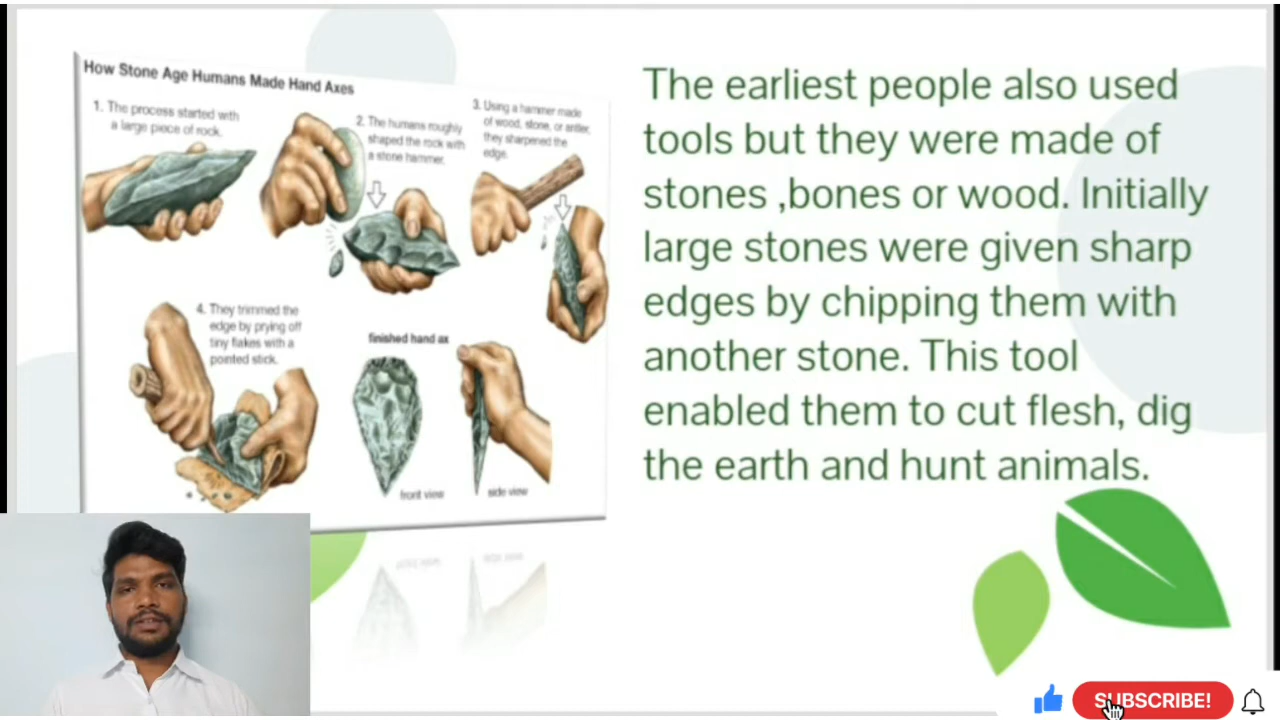 How Stone Age Humans Made Hand Axes
1. The process started with
a large piece of rock.
2. The humans roughly
shaped the rock with
a stone hammer.
3. Using a hammer made
of wood, stone, or antler,
they sharpened the
edge.
4. They trimmed the
edge by prying off
tiny flakes with a
pointed stick.
finished hand ax
front view
side view
The earliest people also used
tools but they were made of
stones ,bones or wood. Initially
large stones were given sharp
edges by chipping them with
another stone. This tool
enabled them to cut flesh, dig
the earth and hunt animals.
SUBSCRIBE!